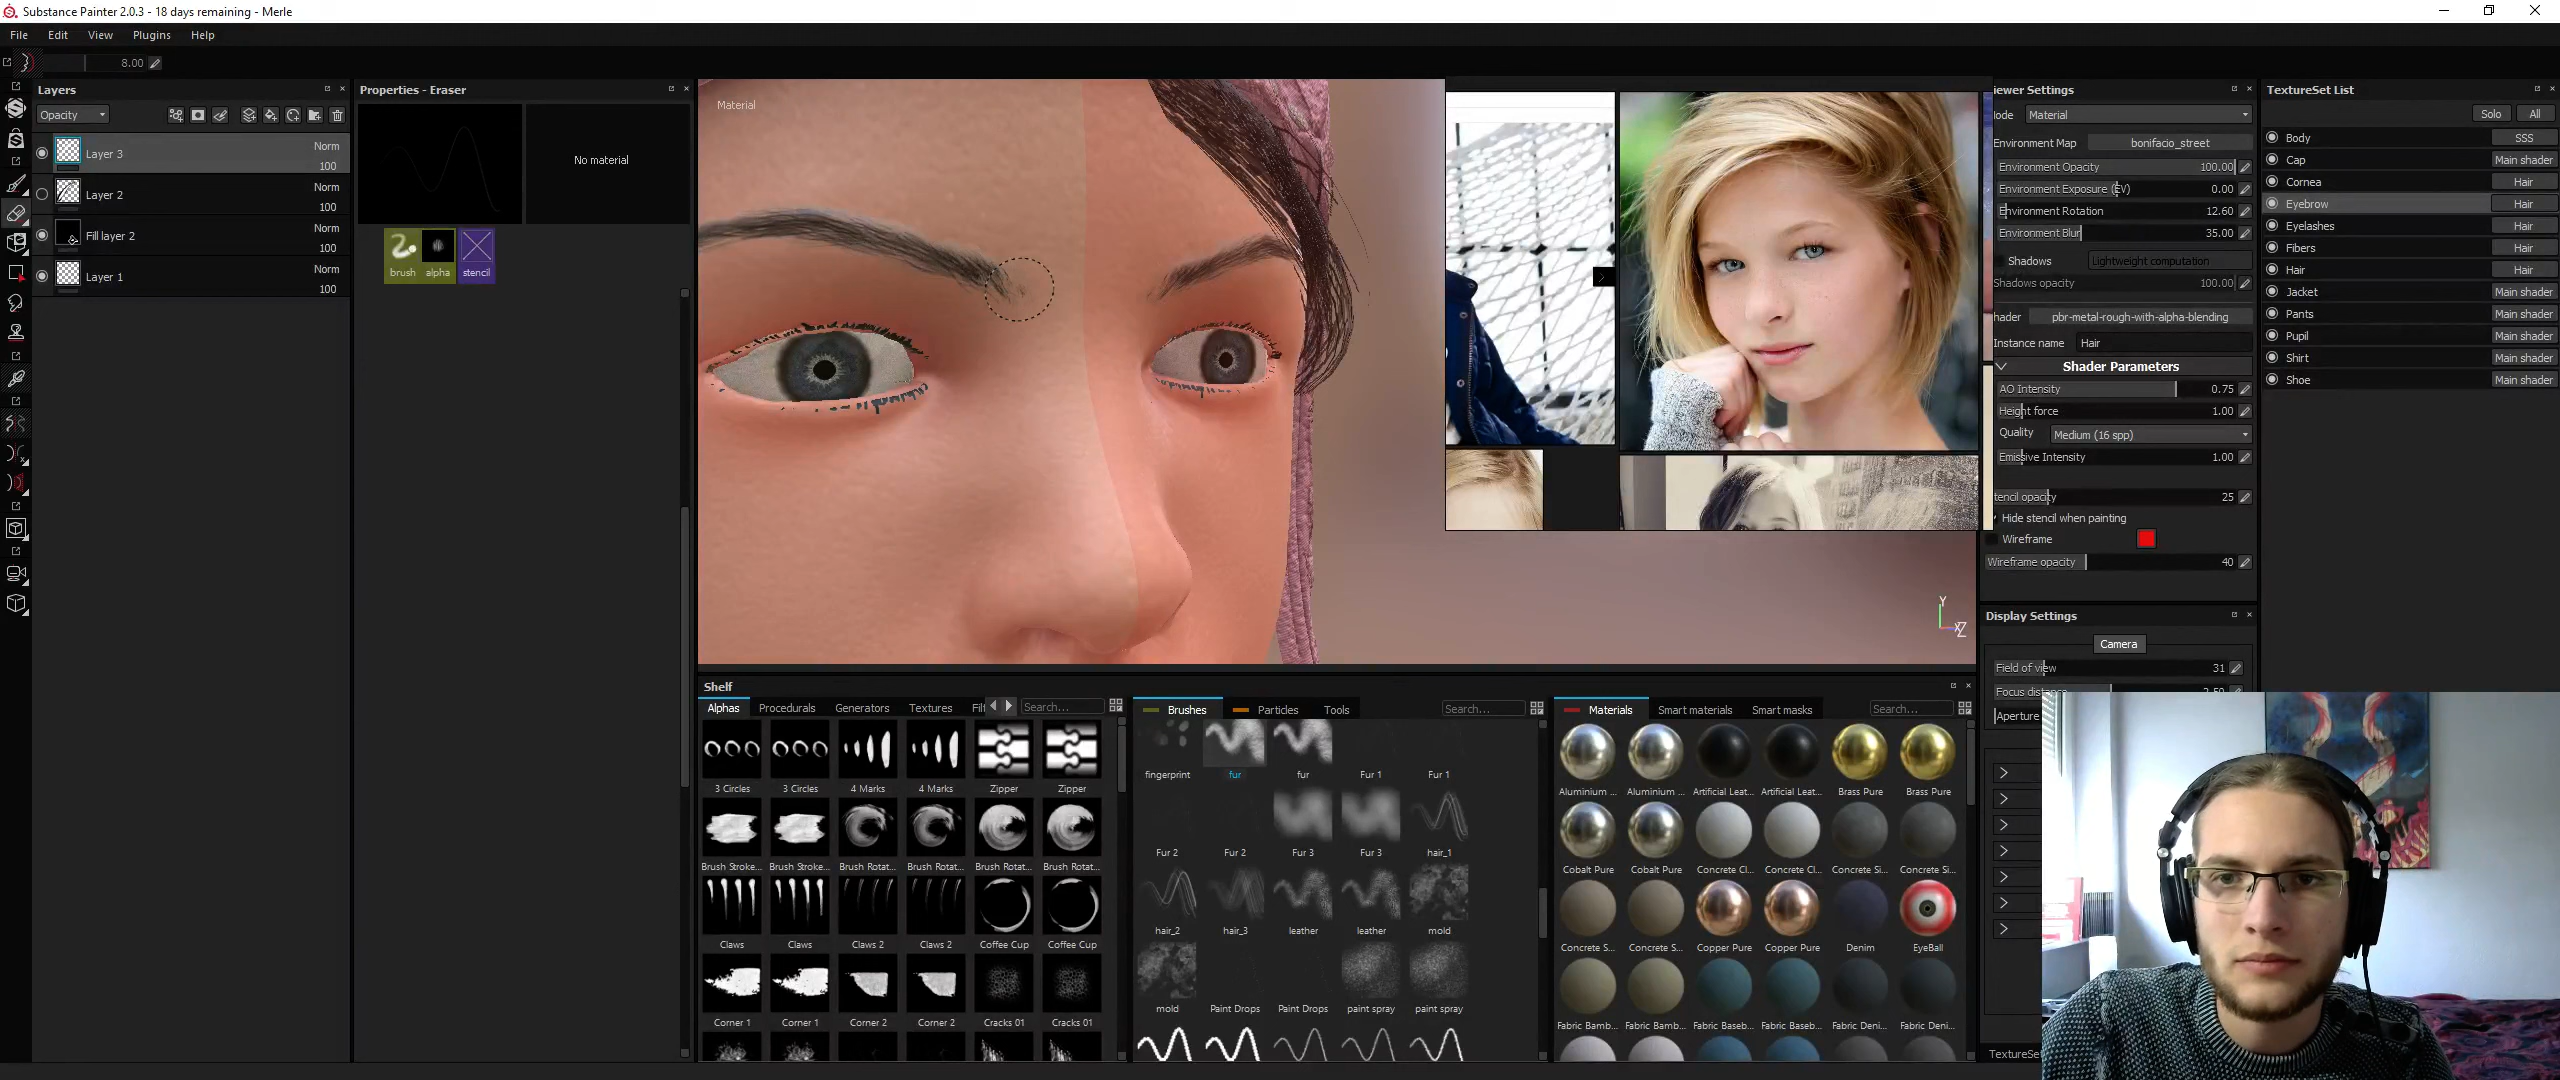 Substance Painter 2.0.3 - 18 days remaining - Merle
File Edit View Plugins Help
8.00
Layers
Opacity
Layer 3 Norm 100
Layer 2 Norm 100
Fill layer 2 Norm 100
Layer 1 Norm 100
Properties - Eraser
No material
brush alpha stencil
Material
iewer Settings
lode Material
Environment Map bonifacio_street
Environment Opacity 100.00
Environment Exposure (EV) 0.00
Environment Rotation 12.60
Environment Blur 35.00
Shadows Lightweight computation
Shadows opacity 100.00
hader pbr-metal-rough-with-alpha-blending
Instance name Hair
Shader Parameters
AO Intensity 0.75
Height force 1.00
Quality Medium (16 spp)
Emissive Intensity 1.00
tencil opacity 25
Hide stencil when painting
Wireframe
Wireframe opacity 40
Y
Z
Display Settings
Camera
Field of view 31
Focus distance 2.50
Aperture
TextureSet
TextureSet List
Solo All
Body SSS
Cap Main shader
Cornea Hair
Eyebrow Hair
Eyelashes Hair
Fibers Hair
Hair Hair
Jacket Main shader
Pants Main shader
Pupil Main shader
Shirt Main shader
Shoe Main shader
Shelf
Alphas Procedurals Generators Textures Filt Search...
3 Circles 3 Circles 4 Marks 4 Marks Zipper Zipper
Brush Stroke... Brush Stroke... Brush Rotat... Brush Rotat... Brush Rotat... Brush Rotat...
Claws Claws Claws 2 Claws 2 Coffee Cup Coffee Cup
Corner 1 Corner 1 Corner 2 Corner 2 Cracks 01 Cracks 01
Brushes Particles Tools Search...
fingerprint fur fur Fur 1 Fur 1
Fur 2 Fur 2 Fur 3 Fur 3 hair_1
hair_2 hair_3 leather leather mold
mold Paint Drops Paint Drops paint spray paint spray
Materials Smart materials Smart masks Search...
Aluminium ... Aluminium ... Artificial Leat... Artificial Leat... Brass Pure Brass Pure
Cobalt Pure Cobalt Pure Concrete Cl... Concrete Cl... Concrete Si... Concrete Si...
Concrete S... Concrete S... Copper Pure Copper Pure Denim EyeBall
Fabric Bamb... Fabric Bamb... Fabric Baseb... Fabric Baseb... Fabric Deni... Fabric Deni...